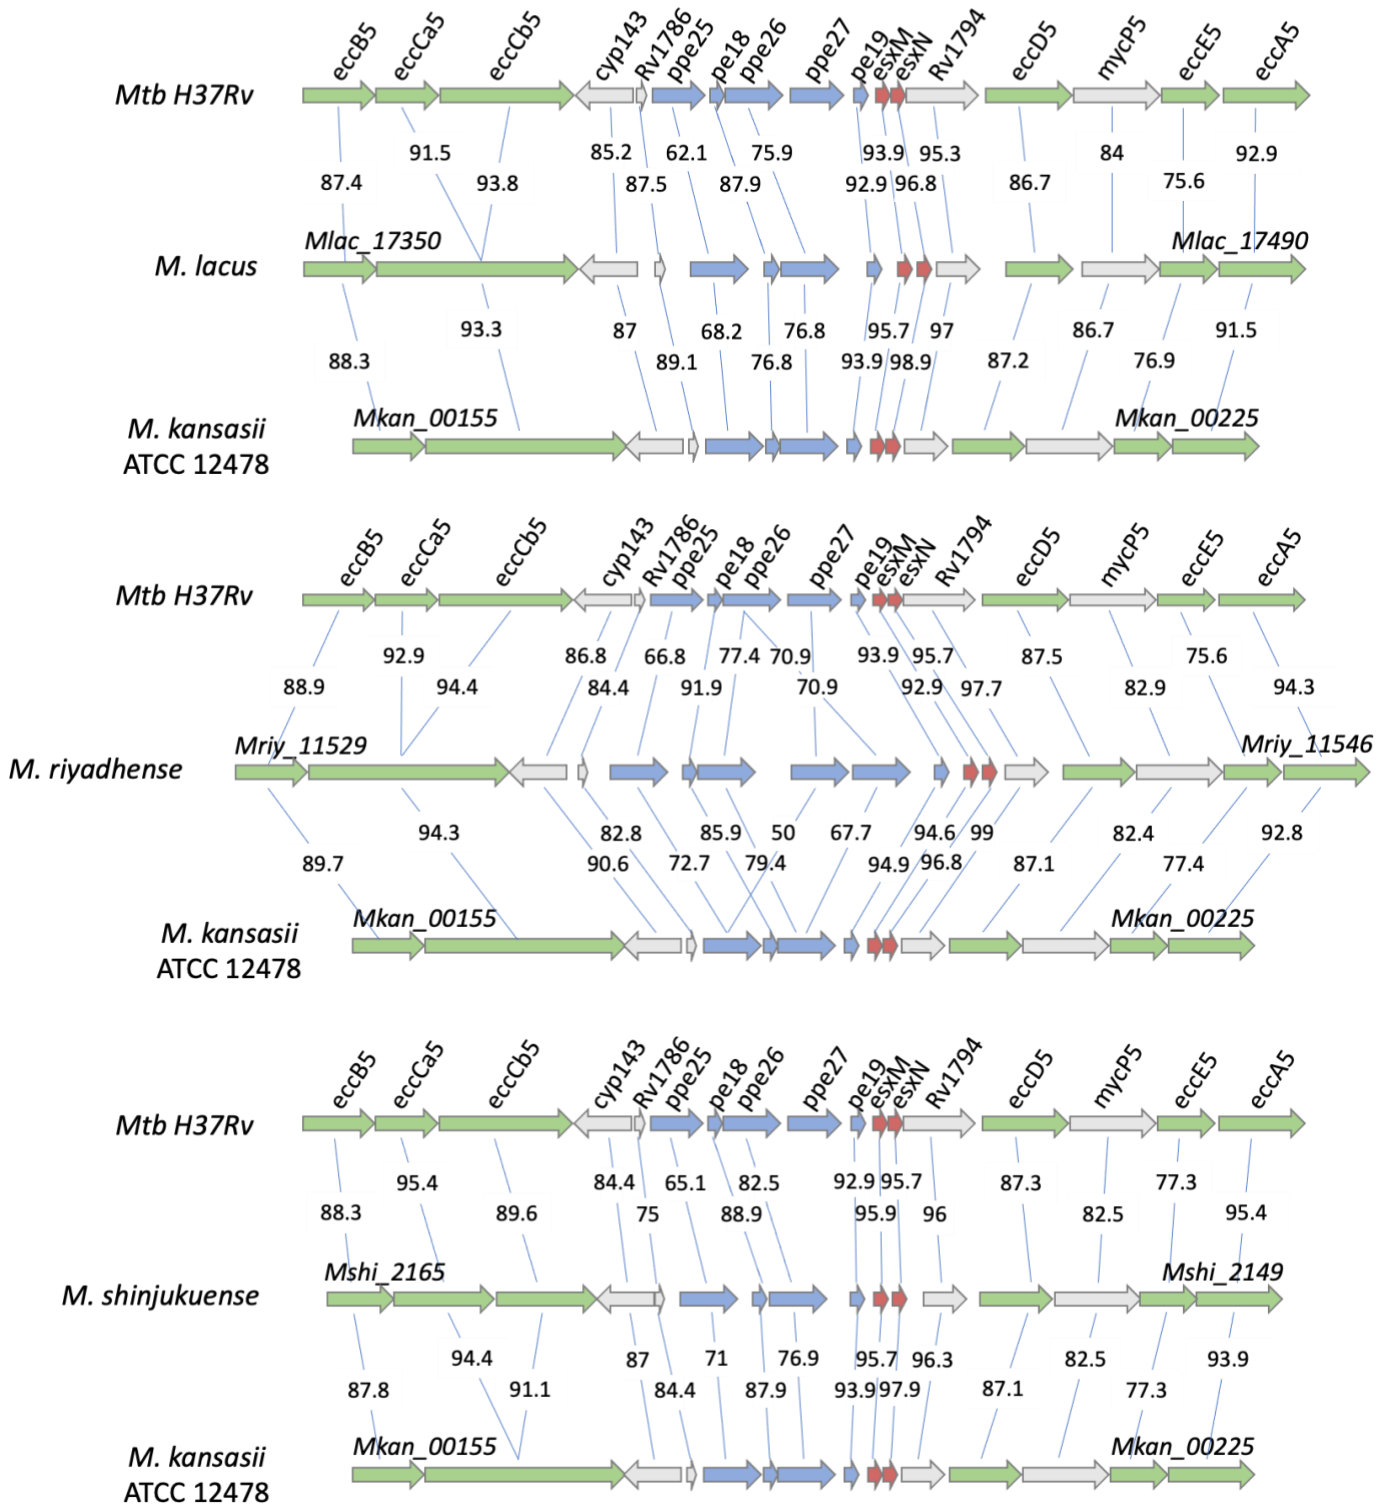 eccB5 eccCa5 eccCb5 cyp143 Rv1786 ppe25 pe18 ppe26 ppe27 pe19 esxM esxN Rv1794 eccD5 mycP5 eccE5 eccA5
Mtb H37Rv
91.5 85.2 62.1 75.9 93.9 95.3 84 92.9
87.4 93.8 87.5 87.9 92.9 96.8 86.7 75.6
Mlac_17350 Mlac_17490
M. lacus
93.3 87 68.2 76.8 95.7 97 86.7 91.5
88.3 89.1 76.8 93.9 98.9 87.2 76.9
Mkan_00155 Mkan_00225
M. kansasii
ATCC 12478
eccB5 eccCa5 eccCb5 cyp143 Rv1786 ppe25 pe18 ppe26 ppe27 pe19 esxM esxN Rv1794 eccD5 mycP5 eccE5 eccA5
Mtb H37Rv
92.9 86.8 66.8 77.4 70.9 93.9 95.7 87.5 75.6
88.9 94.4 84.4 91.9 70.9 92.9 97.7 82.9 94.3
Mriy_11529 Mriy_11546
M. riyadhense
94.3 82.8 85.9 50 67.7 94.6 99 82.4 92.8
89.7 90.6 72.7 79.4 94.9 96.8 87.1 77.4
Mkan_00155 Mkan_00225
M. kansasii
ATCC 12478
eccB5 eccCa5 eccCb5 cyp143 Rv1786 ppe25 pe18 ppe26 ppe27 pe19 esxM esxN Rv1794 eccD5 mycP5 eccE5 eccA5
Mtb H37Rv
95.4 84.4 65.1 82.5 92.9 95.7 87.3 77.3
88.3 89.6 75 88.9 95.9 96 82.5 95.4
Mshi_2165 Mshi_2149
M. shinjukuense
94.4 87 71 76.9 95.7 96.3 82.5 93.9
87.8 91.1 84.4 87.9 93.9 97.9 87.1 77.3
Mkan_00155 Mkan_00225
M. kansasii
ATCC 12478